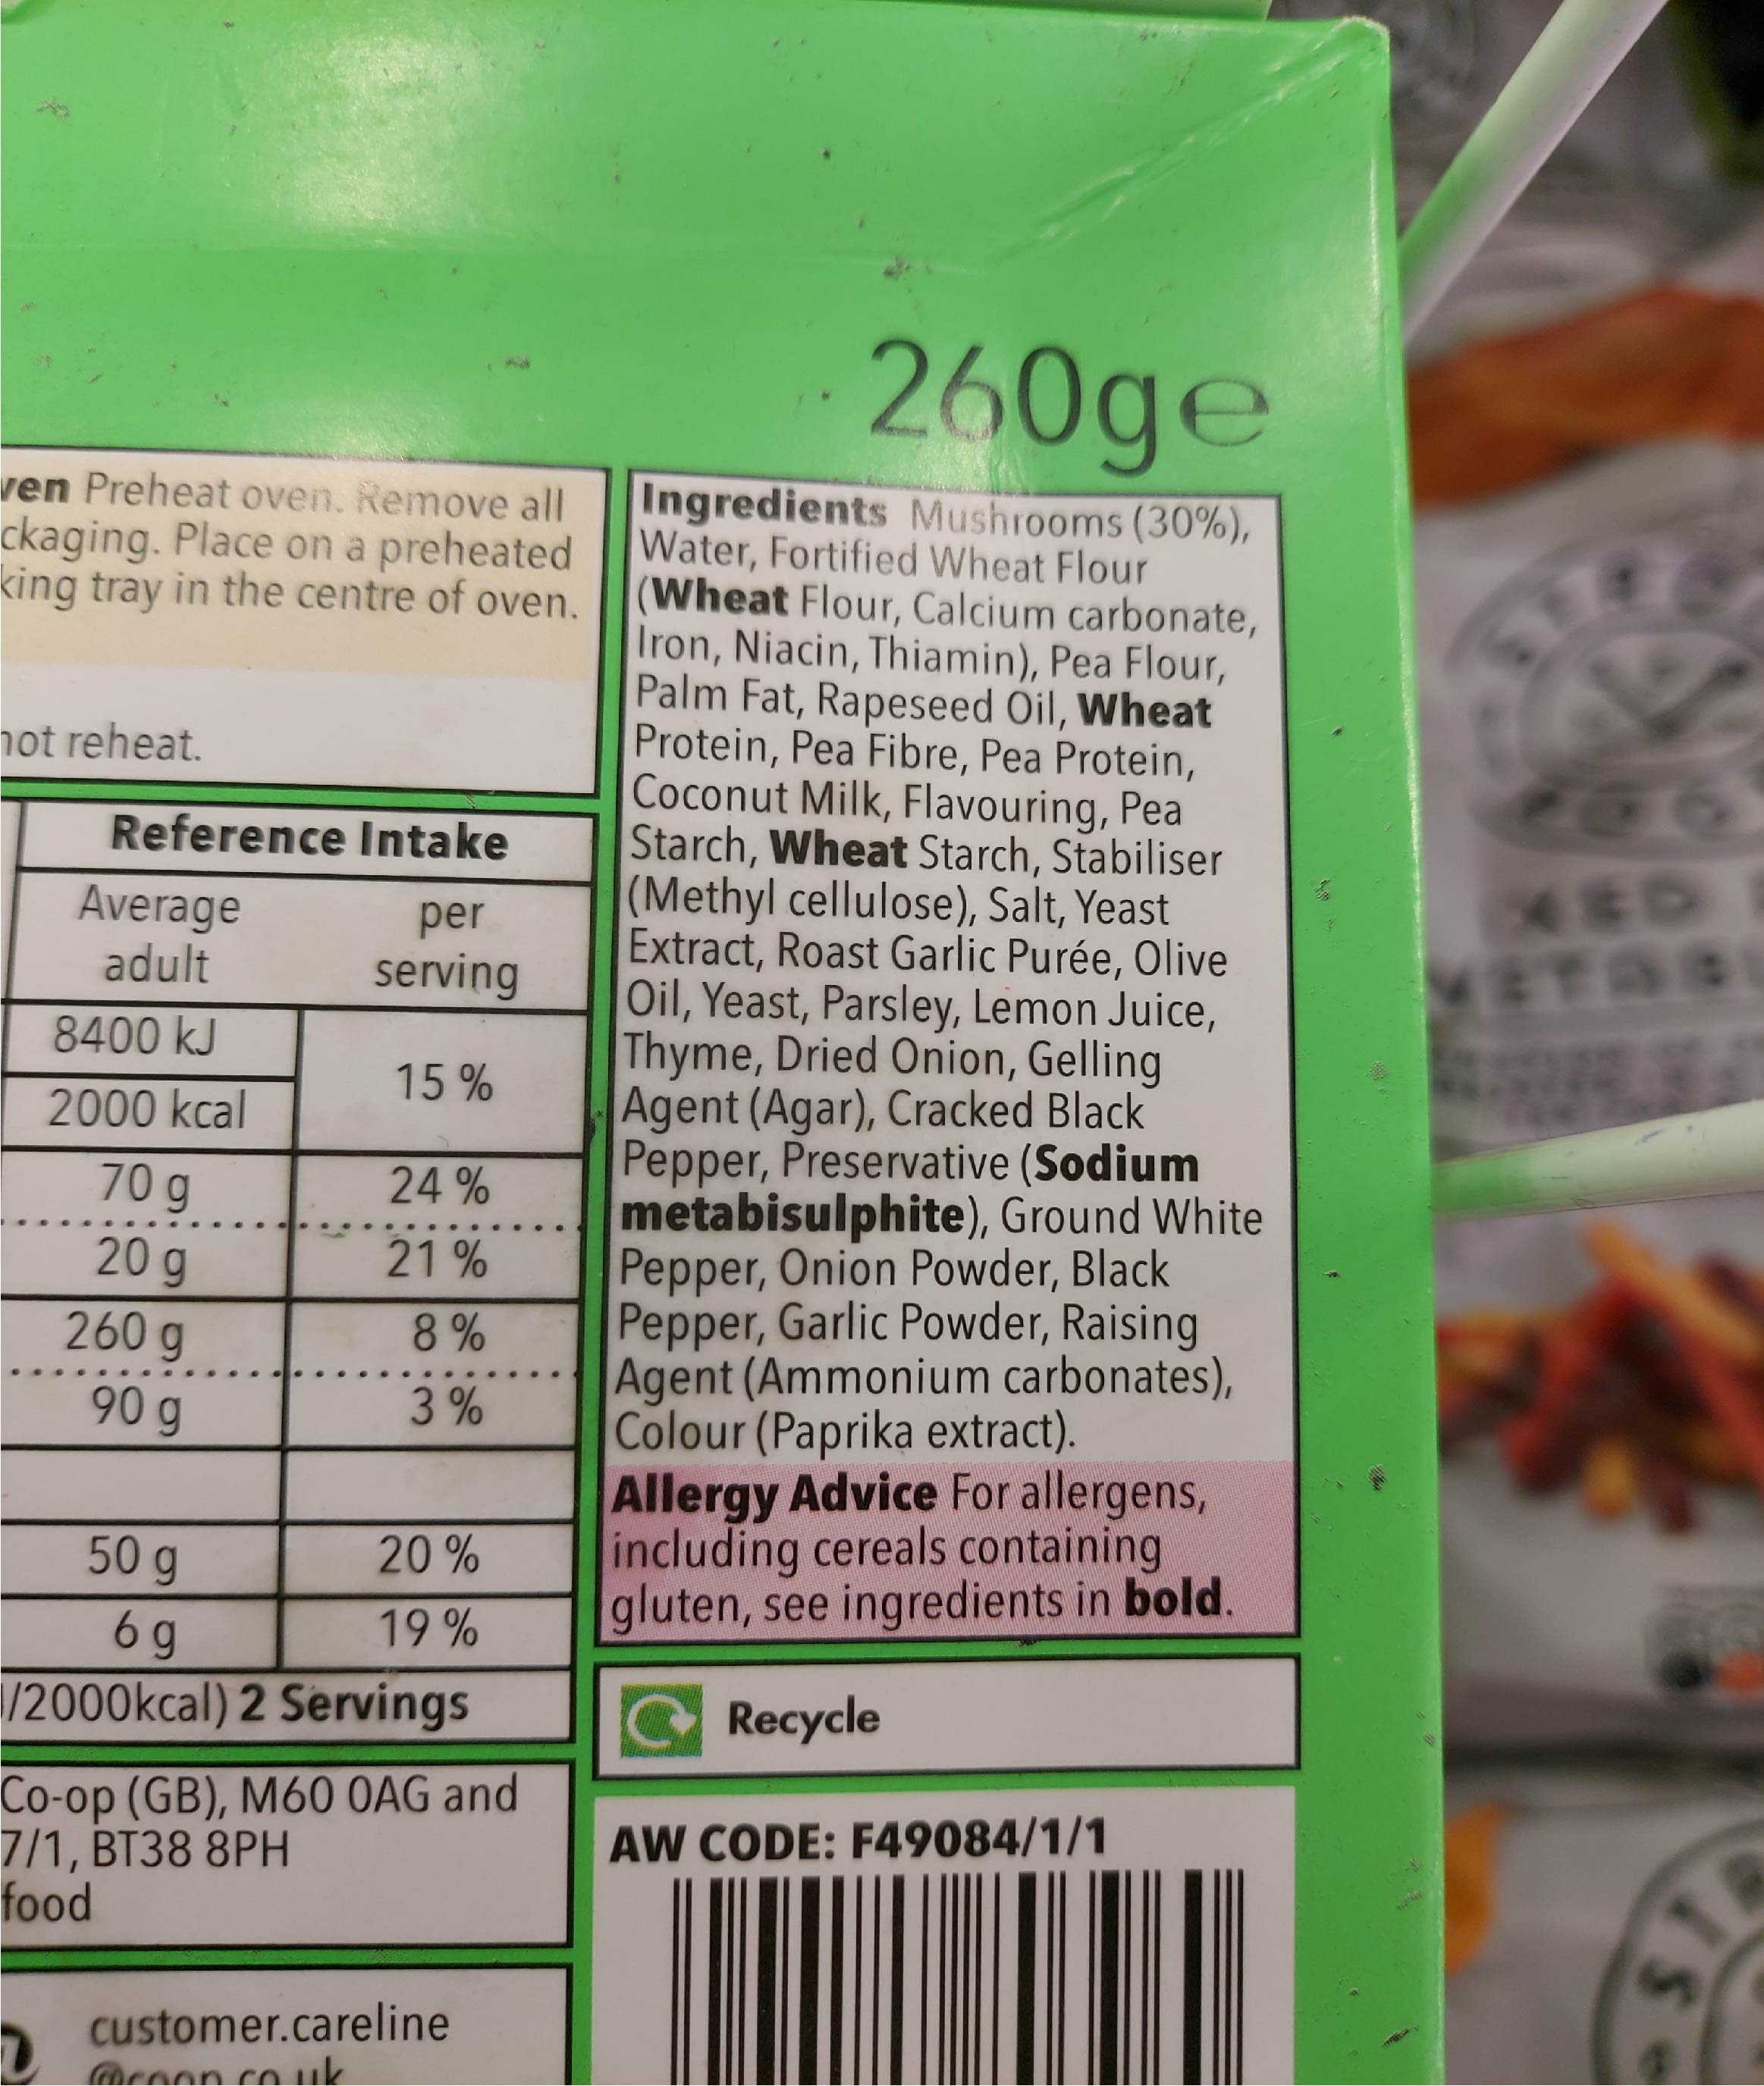 260g℮
ven Preheat oven. Remove all
ckaging. Place on a preheated
king tray in the centre of oven.
not reheat.
Reference Intake
Average adult
per serving
8400 kJ
2000 kcal
15 %
70 g 24 %
20 g 21 %
260 g 8 %
90 g 3 %
50 g 20 %
6 g 19 %
/2000kcal) 2 Servings
Co-op (GB), M60 0AG and
7/1, BT38 8PH
food
customer.careline
@coop.co.uk
Ingredients Mushrooms (30%),
Water, Fortified Wheat Flour
(Wheat Flour, Calcium carbonate,
Iron, Niacin, Thiamin), Pea Flour,
Palm Fat, Rapeseed Oil, Wheat
Protein, Pea Fibre, Pea Protein,
Coconut Milk, Flavouring, Pea
Starch, Wheat Starch, Stabiliser
(Methyl cellulose), Salt, Yeast
Extract, Roast Garlic Purée, Olive
Oil, Yeast, Parsley, Lemon Juice,
Thyme, Dried Onion, Gelling
Agent (Agar), Cracked Black
Pepper, Preservative (Sodium
metabisulphite), Ground White
Pepper, Onion Powder, Black
Pepper, Garlic Powder, Raising
Agent (Ammonium carbonates),
Colour (Paprika extract).
Allergy Advice For allergens,
including cereals containing
gluten, see ingredients in bold.
Recycle
AW CODE: F49084/1/1